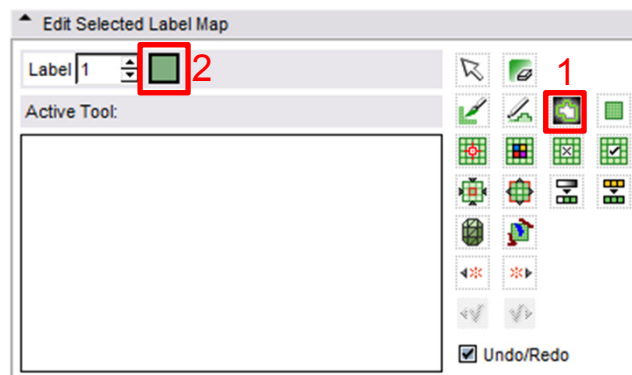 Edit Selected Label Map
Label 1 2
1
Active Tool:
Undo/Redo